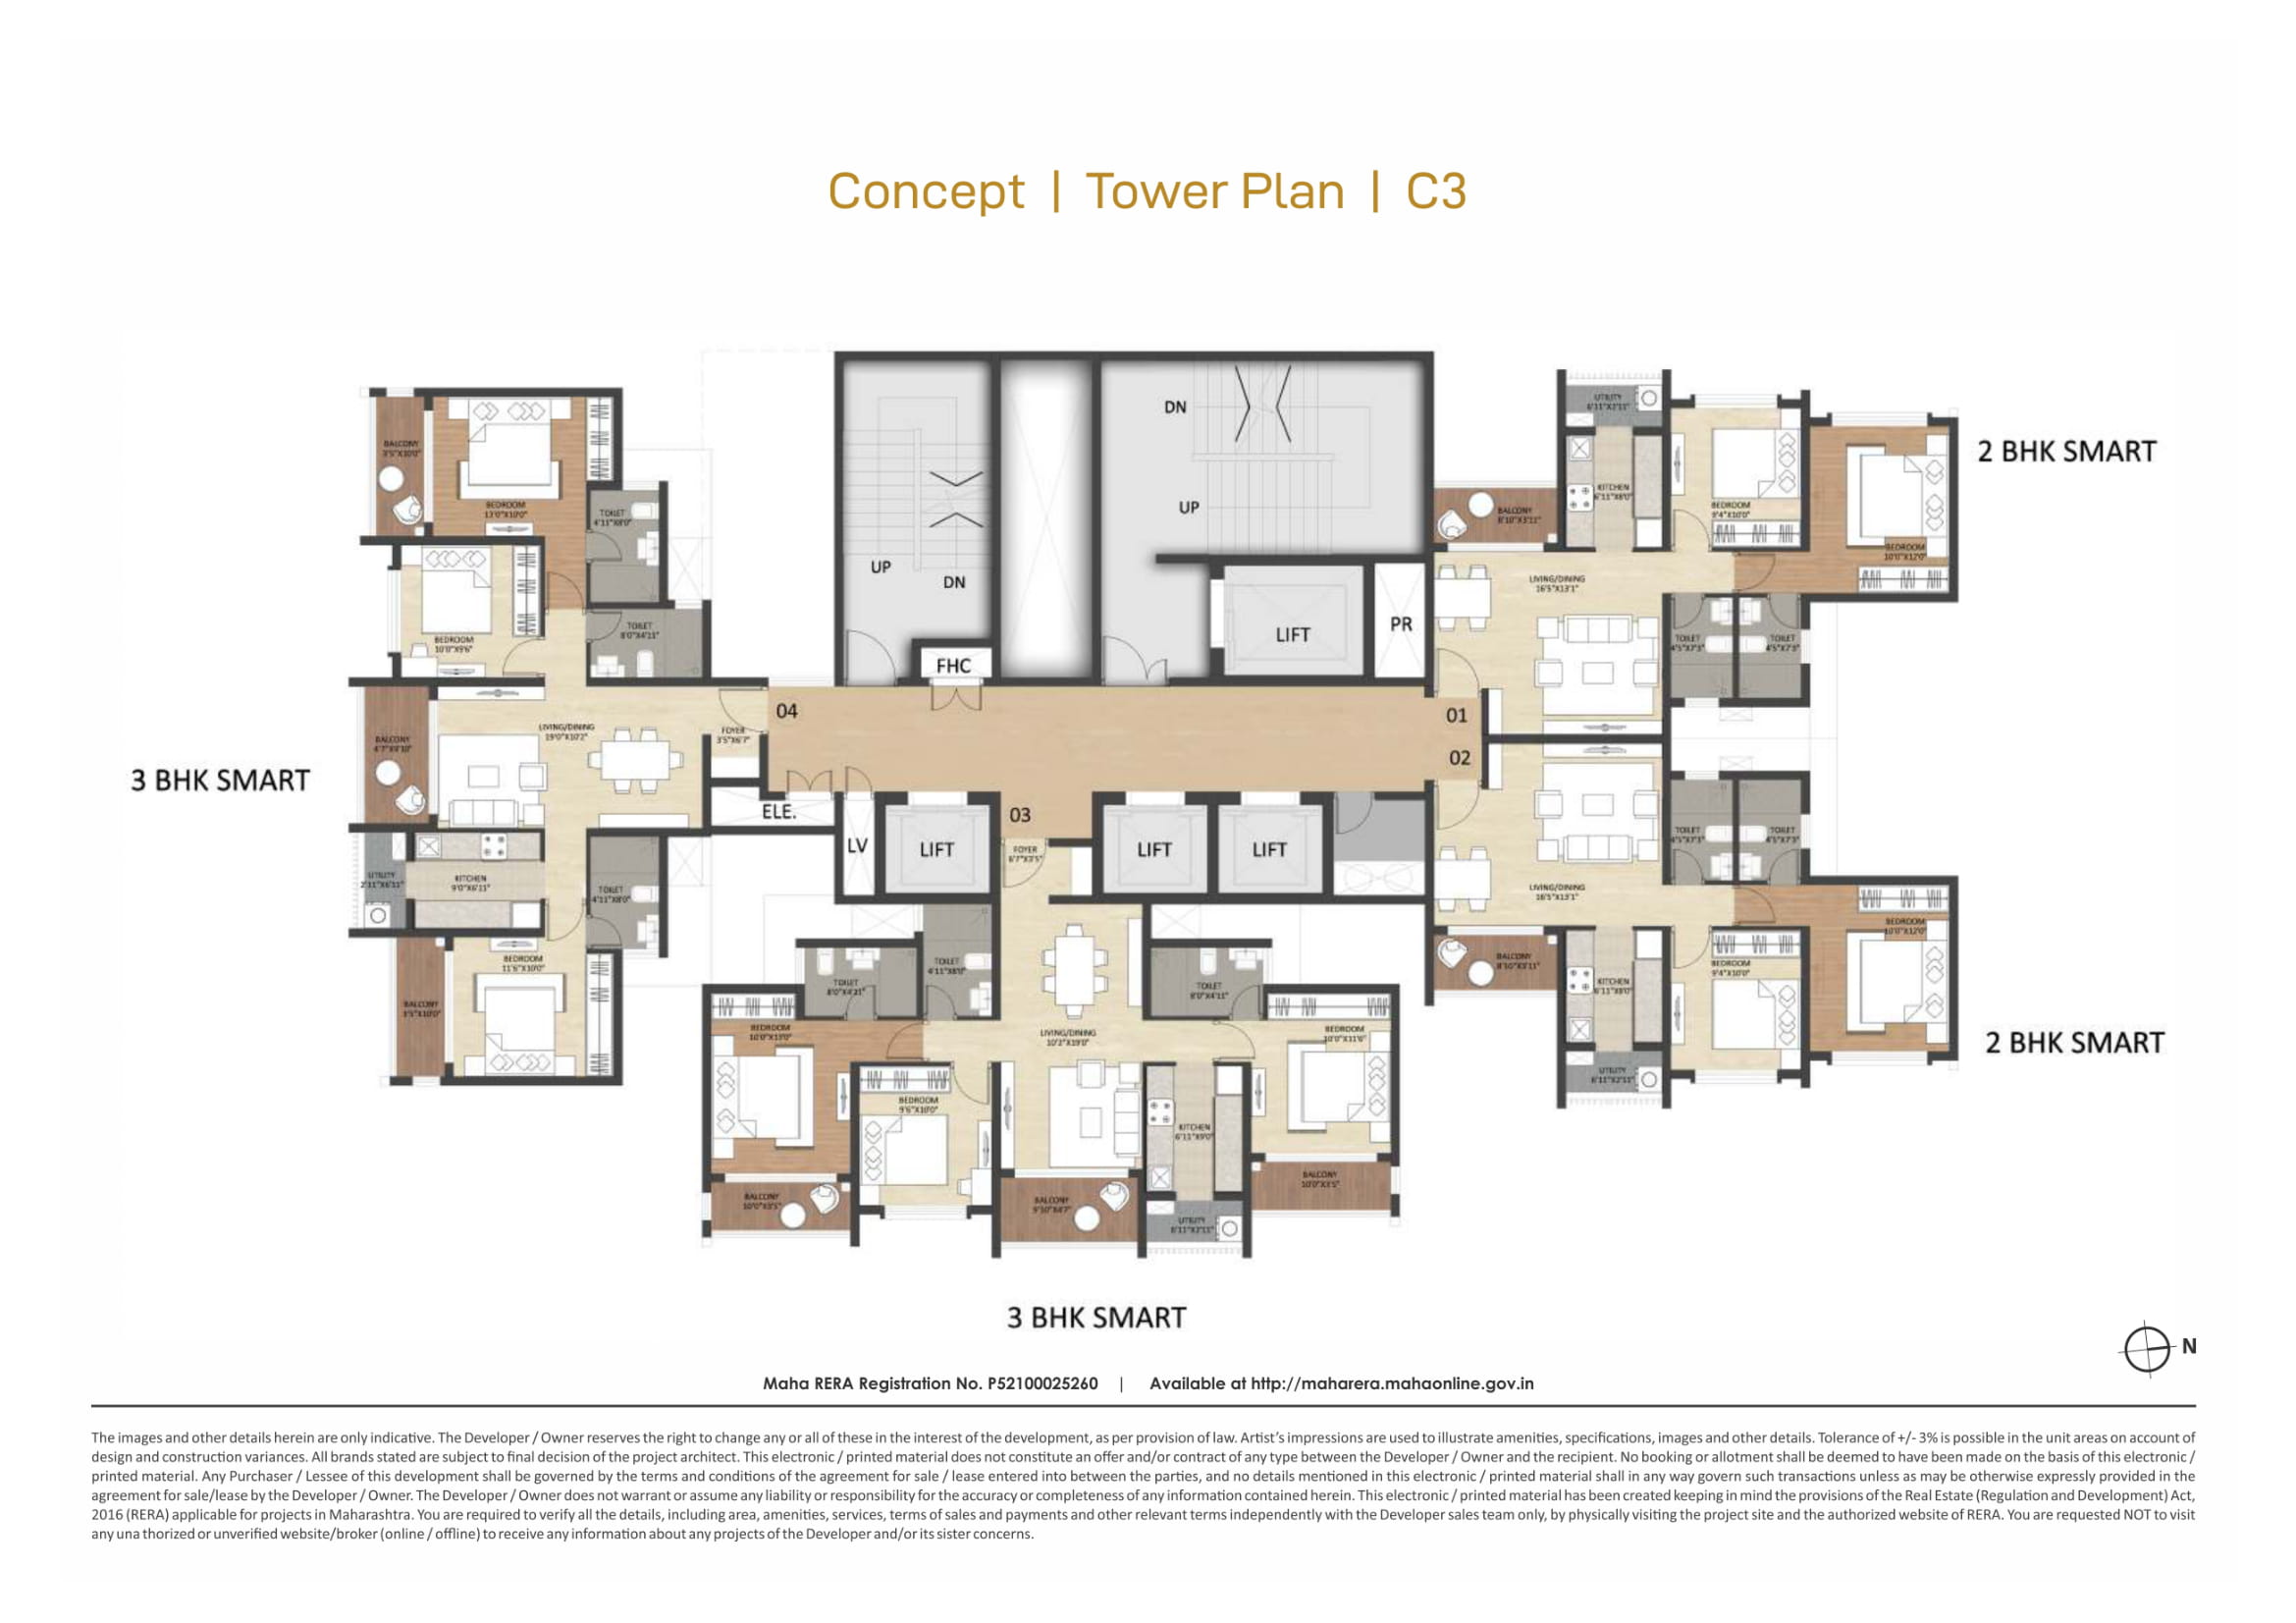 Concept | Tower Plan | C3
2 BHK SMART
3 BHK SMART
2 BHK SMART
3 BHK SMART
BALCONY
3'5"X10'0"
BEDROOM
13'0"X10'0"
TOILET
4'11"X8'0"
BEDROOM
10'0"X9'6"
TOILET
8'0"X4'11"
BALCONY
4'7"X9'10"
LIVING/DINING
19'0"X10'2"
FOYER
3'5"X6'7"
04
UTILITY
2'11"X6'11"
KITCHEN
9'0"X6'11"
TOILET
4'11"X8'0"
BALCONY
3'5"X10'0"
BEDROOM
11'6"X10'0"
UP
DN
FHC
DN
UP
LIFT
PR
ELE.
LV
LIFT
03
FOYER
6'7"X3'5"
LIFT
LIFT
01
02
UTILITY
6'11"X2'11"
KITCHEN
6'11"X8'0"
BEDROOM
9'4"X10'0"
BALCONY
8'10"X3'11"
BEDROOM
10'0"X12'0"
LIVING/DINING
16'5"X13'1"
TOILET
4'5"X7'3"
TOILET
4'5"X7'3"
TOILET
4'5"X7'3"
TOILET
4'5"X7'3"
LIVING/DINING
16'5"X13'1"
BEDROOM
10'0"X12'0"
BALCONY
8'10"X3'11"
KITCHEN
6'11"X8'0"
BEDROOM
9'4"X10'0"
UTILITY
6'11"X2'11"
TOILET
TOILET
4'11"X8'0"
TOILET
8'0"X4'11"
BEDROOM
10'0"X13'0"
LIVING/DINING
10'2"X19'0"
BEDROOM
10'0"X11'6"
BEDROOM
9'6"X10'0"
KITCHEN
6'11"X9'0"
BALCONY
10'0"X3'5"
BALCONY
9'10"X4'7"
UTILITY
6'11"X2'11"
BALCONY
10'0"X3'5"
N
Maha RERA Registration No. P52100025260 | Available at http://maharera.mahaonline.gov.in
The images and other details herein are only indicative. The Developer / Owner reserves the right to change any or all of these in the interest of the development, as per provision of law. Artist's impressions are used to illustrate amenities, specifications, images and other details. Tolerance of +/- 3% is possible in the unit areas on account of
design and construction variances. All brands stated are subject to final decision of the project architect. This electronic / printed material does not constitute an offer and/or contract of any type between the Developer / Owner and the recipient. No booking or allotment shall be deemed to have been made on the basis of this electronic /
printed material. Any Purchaser / Lessee of this development shall be governed by the terms and conditions of the agreement for sale / lease entered into between the parties, and no details mentioned in this electronic / printed material shall in any way govern such transactions unless as may be otherwise expressly provided in the
agreement for sale/lease by the Developer / Owner. The Developer / Owner does not warrant or assume any liability or responsibility for the accuracy or completeness of any information contained herein. This electronic / printed material has been created keeping in mind the provisions of the Real Estate (Regulation and Development) Act,
2016 (RERA) applicable for projects in Maharashtra. You are required to verify all the details, including area, amenities, services, terms of sales and payments and other relevant terms independently with the Developer sales team only, by physically visiting the project site and the authorized website of RERA. You are requested NOT to visit
any una thorized or unverified website/broker (online / offline) to receive any information about any projects of the Developer and/or its sister concerns.